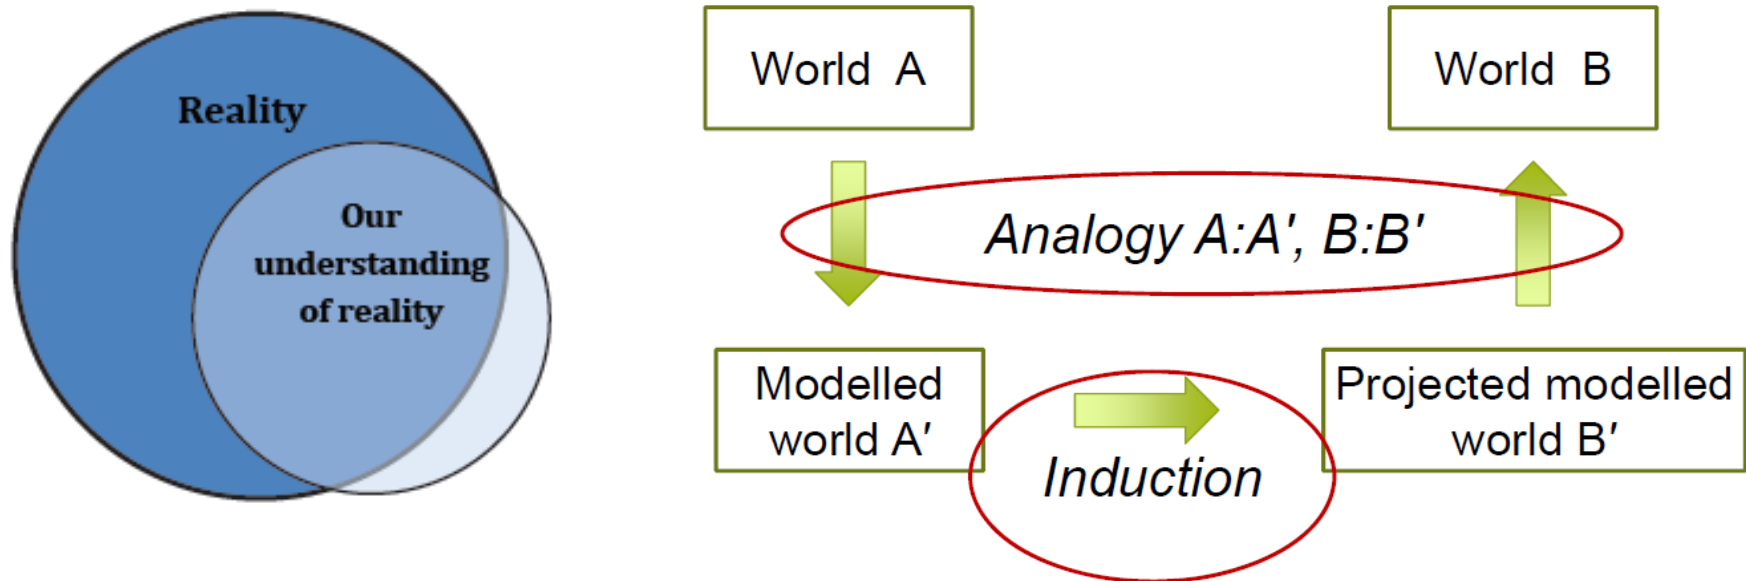 Reality
Our
understanding
of reality
World A
World B
Analogy A:A′, B:B′
Modelled
world A′
Induction
Projected modelled
world B′